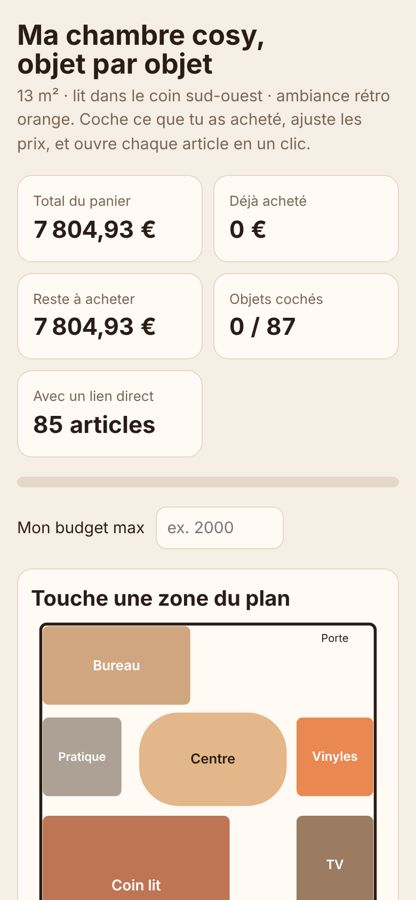 Ma chambre cosy,
objet par objet
13 m² · lit dans le coin sud-ouest · ambiance rétro
orange. Coche ce que tu as acheté, ajuste les
prix, et ouvre chaque article en un clic.
Total du panier
7 804,93 €
Déjà acheté
0 €
Reste à acheter
7 804,93 €
Objets cochés
0 / 87
Avec un lien direct
85 articles
Mon budget max
ex. 2000
Touche une zone du plan
Porte
Bureau
Pratique
Centre
Vinyles
Coin lit
TV